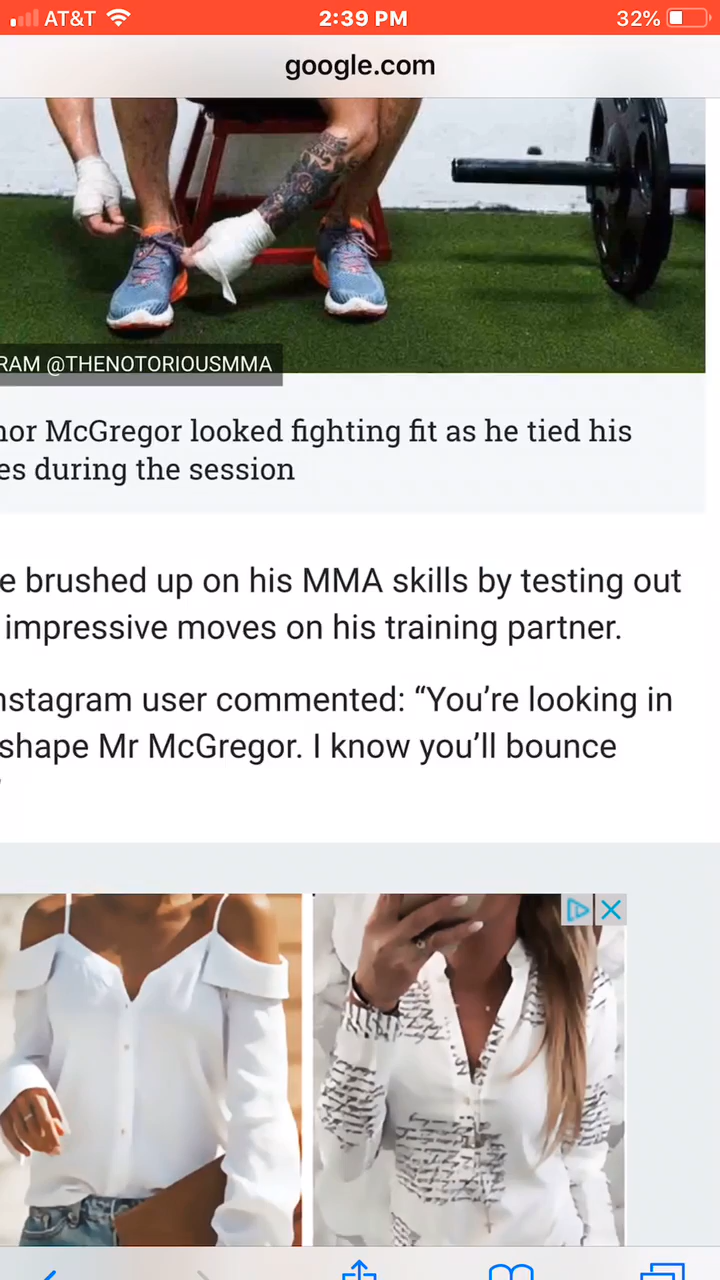 AT&T
2:39 PM
32%
google.com
RAM @THENOTORIOUSMMA
nor McGregor looked fighting fit as he tied his
es during the session
e brushed up on his MMA skills by testing out
impressive moves on his training partner.
nstagram user commented: “You’re looking in
shape Mr McGregor. I know you’ll bounce